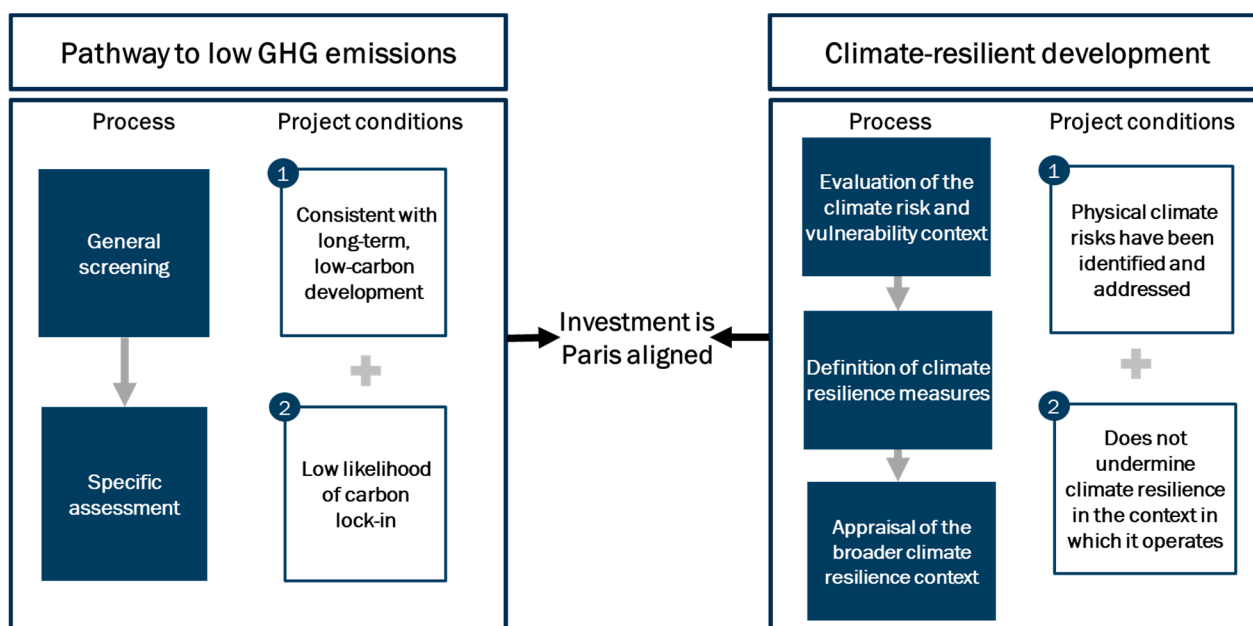 Pathway to low GHG emissions
Process
Project conditions
General
screening
Specific
assessment
1
Consistent with
long-term,
low-carbon
development
2
Low likelihood
of carbon
lock-in
Investment is
Paris aligned
Climate-resilient development
Process
Project conditions
Evaluation of the
climate risk and
vulnerability context
Definition of climate
resilience measures
Appraisal of the
broader climate
resilience context
1
Physical climate
risks have been
identified and
addressed
2
Does not
undermine
climate resilience
in the context in
which it operates